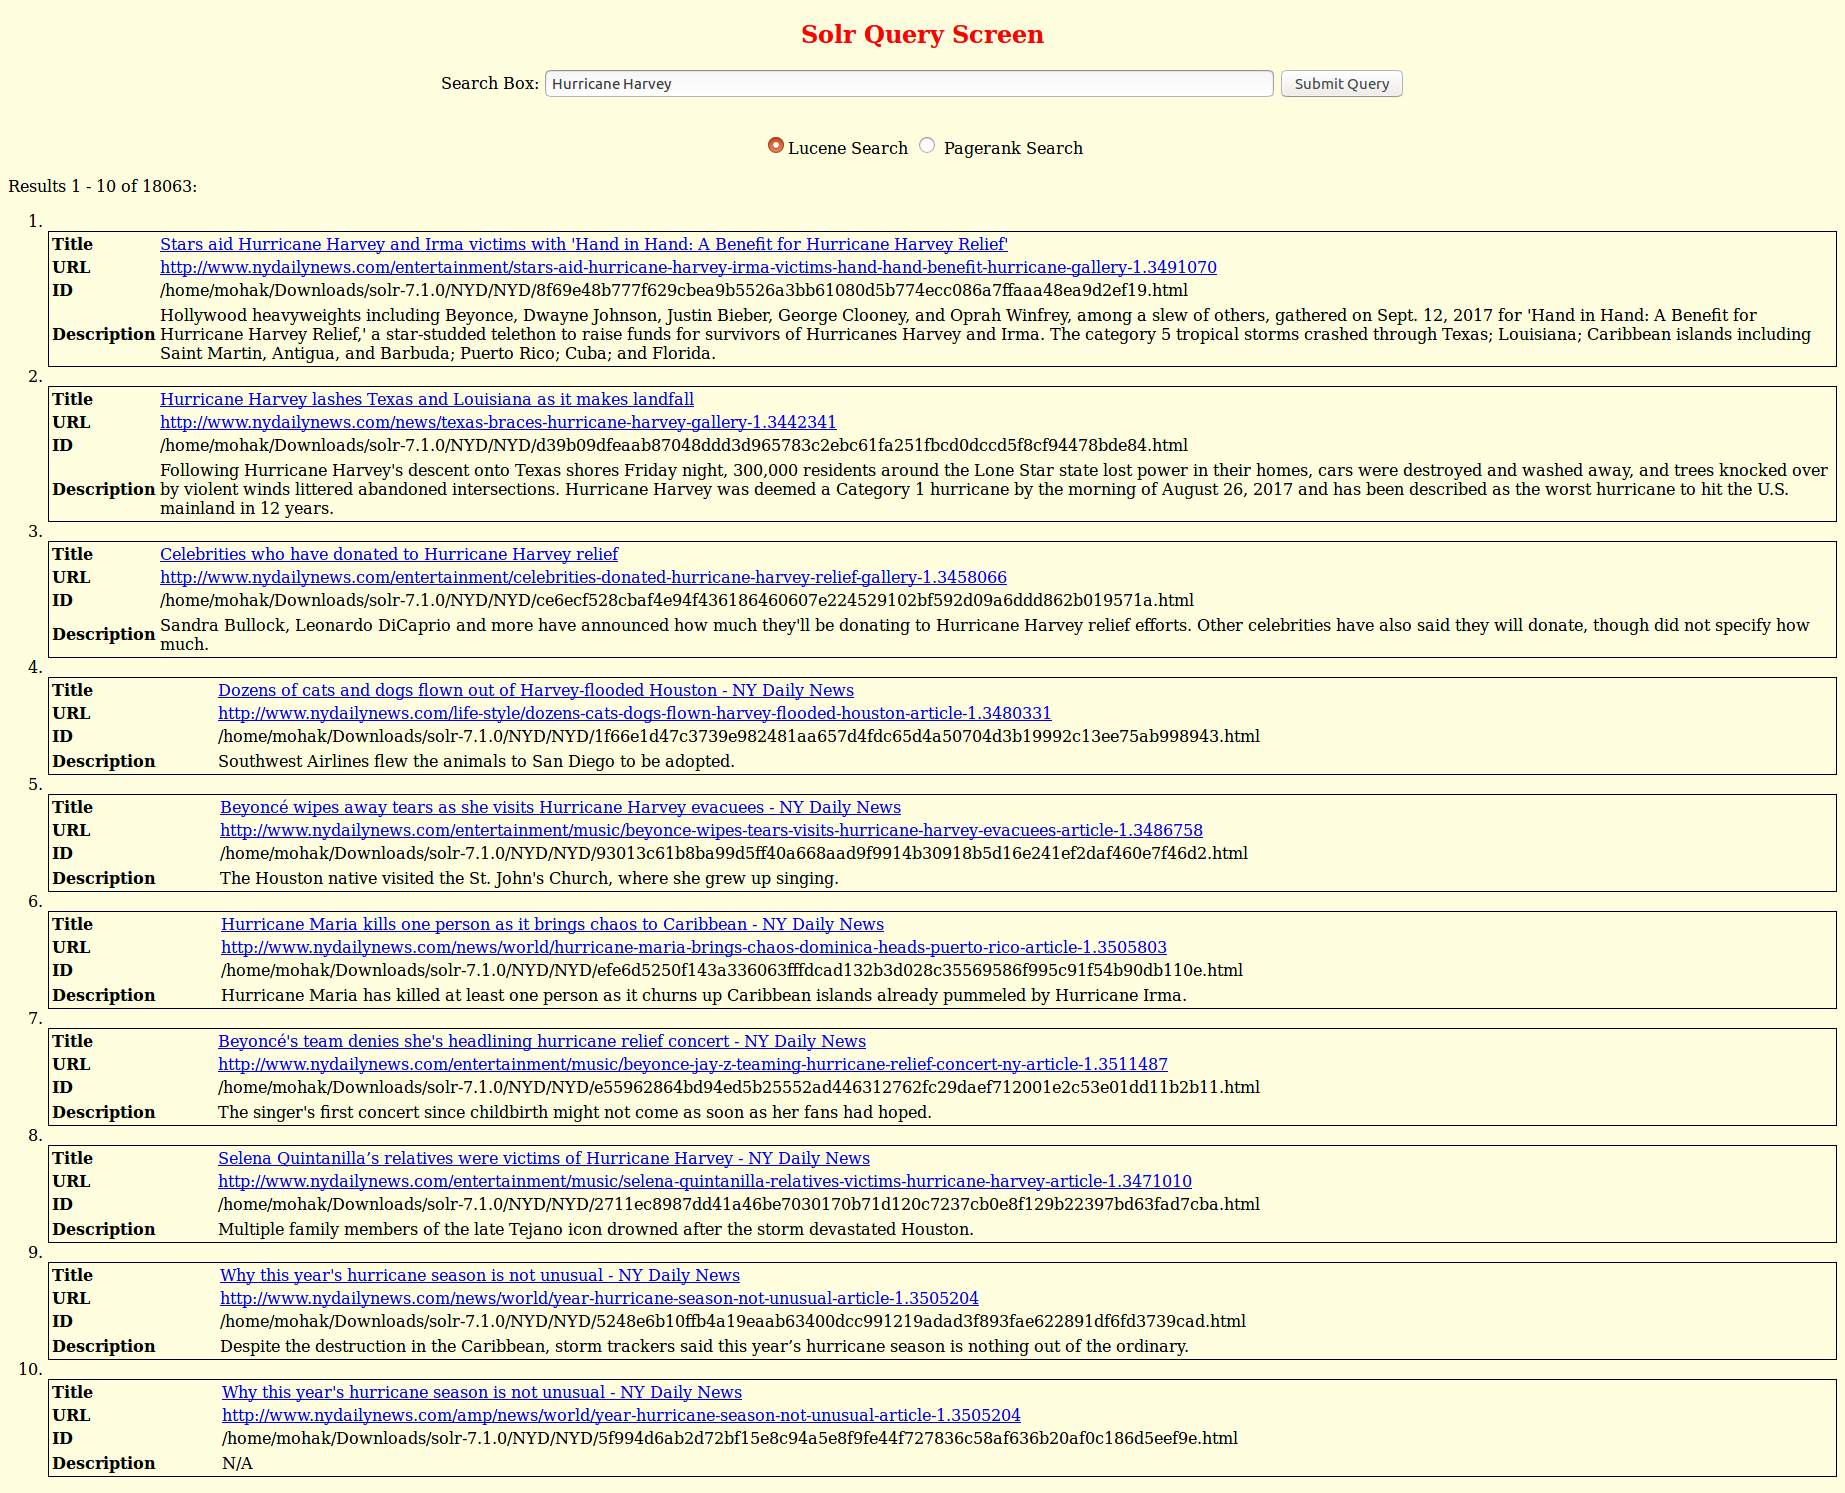 Solr Query Screen
Search Box: Hurricane Harvey Submit Query
Lucene Search Pagerank Search
Results 1 - 10 of 18063:
1.
Title Stars aid Hurricane Harvey and Irma victims with 'Hand in Hand: A Benefit for Hurricane Harvey Relief'
URL http://www.nydailynews.com/entertainment/stars-aid-hurricane-harvey-irma-victims-hand-hand-benefit-hurricane-gallery-1.3491070
ID /home/mohak/Downloads/solr-7.1.0/NYD/NYD/8f69e48b777f629cbea9b5526a3bb61080d5b774ecc086a7ffaaa48ea9d2ef19.html
Hollywood heavyweights including Beyonce, Dwayne Johnson, Justin Bieber, George Clooney, and Oprah Winfrey, among a slew of others, gathered on Sept. 12, 2017 for 'Hand in Hand: A Benefit for
Description Hurricane Harvey Relief,' a star-studded telethon to raise funds for survivors of Hurricanes Harvey and Irma. The category 5 tropical storms crashed through Texas; Louisiana; Caribbean islands including
Saint Martin, Antigua, and Barbuda; Puerto Rico; Cuba; and Florida.
2.
Title Hurricane Harvey lashes Texas and Louisiana as it makes landfall
URL http://www.nydailynews.com/news/texas-braces-hurricane-harvey-gallery-1.3442341
ID /home/mohak/Downloads/solr-7.1.0/NYD/NYD/d39b09dfeaab87048ddd3d965783c2ebc61fa251fbcd0dccd5f8cf94478bde84.html
Following Hurricane Harvey's descent onto Texas shores Friday night, 300,000 residents around the Lone Star state lost power in their homes, cars were destroyed and washed away, and trees knocked over
Description by violent winds littered abandoned intersections. Hurricane Harvey was deemed a Category 1 hurricane by the morning of August 26, 2017 and has been described as the worst hurricane to hit the U.S.
mainland in 12 years.
3.
Title Celebrities who have donated to Hurricane Harvey relief
URL http://www.nydailynews.com/entertainment/celebrities-donated-hurricane-harvey-relief-gallery-1.3458066
ID /home/mohak/Downloads/solr-7.1.0/NYD/NYD/ce6ecf528cbaf4e94f436186460607e224529102bf592d09a6ddd862b019571a.html
Description Sandra Bullock, Leonardo DiCaprio and more have announced how much they'll be donating to Hurricane Harvey relief efforts. Other celebrities have also said they will donate, though did not specify how
much.
4.
Title Dozens of cats and dogs flown out of Harvey-flooded Houston - NY Daily News
URL http://www.nydailynews.com/life-style/dozens-cats-dogs-flown-harvey-flooded-houston-article-1.3480331
ID /home/mohak/Downloads/solr-7.1.0/NYD/NYD/1f66e1d47c3739e982481aa657d4fdc65d4a50704d3b19992c13ee75ab998943.html
Description Southwest Airlines flew the animals to San Diego to be adopted.
5.
Title Beyoncé wipes away tears as she visits Hurricane Harvey evacuees - NY Daily News
URL http://www.nydailynews.com/entertainment/music/beyonce-wipes-tears-visits-hurricane-harvey-evacuees-article-1.3486758
ID /home/mohak/Downloads/solr-7.1.0/NYD/NYD/93013c61b8ba99d5ff40a668aad9f9914b30918b5d16e241ef2daf460e7f46d2.html
Description The Houston native visited the St. John's Church, where she grew up singing.
6.
Title Hurricane Maria kills one person as it brings chaos to Caribbean - NY Daily News
URL http://www.nydailynews.com/news/world/hurricane-maria-brings-chaos-dominica-heads-puerto-rico-article-1.3505803
ID /home/mohak/Downloads/solr-7.1.0/NYD/NYD/efe6d5250f143a336063fffdcad132b3d028c35569586f995c91f54b90db110e.html
Description Hurricane Maria has killed at least one person as it churns up Caribbean islands already pummeled by Hurricane Irma.
7.
Title Beyoncé's team denies she's headlining hurricane relief concert - NY Daily News
URL http://www.nydailynews.com/entertainment/music/beyonce-jay-z-teaming-hurricane-relief-concert-ny-article-1.3511487
ID /home/mohak/Downloads/solr-7.1.0/NYD/NYD/e55962864bd94ed5b25552ad446312762fc29daef712001e2c53e01dd11b2b11.html
Description The singer's first concert since childbirth might not come as soon as her fans had hoped.
8.
Title Selena Quintanilla’s relatives were victims of Hurricane Harvey - NY Daily News
URL http://www.nydailynews.com/entertainment/music/selena-quintanilla-relatives-victims-hurricane-harvey-article-1.3471010
ID /home/mohak/Downloads/solr-7.1.0/NYD/NYD/2711ec8987dd41a46be7030170b71d120c7237cb0e8f129b22397bd63fad7cba.html
Description Multiple family members of the late Tejano icon drowned after the storm devastated Houston.
9.
Title Why this year's hurricane season is not unusual - NY Daily News
URL http://www.nydailynews.com/news/world/year-hurricane-season-not-unusual-article-1.3505204
ID /home/mohak/Downloads/solr-7.1.0/NYD/NYD/5248e6b10ffb4a19eaab63400dcc991219adad3f893fae622891df6fd3739cad.html
Description Despite the destruction in the Caribbean, storm trackers said this year’s hurricane season is nothing out of the ordinary.
10.
Title Why this year's hurricane season is not unusual - NY Daily News
URL http://www.nydailynews.com/amp/news/world/year-hurricane-season-not-unusual-article-1.3505204
ID /home/mohak/Downloads/solr-7.1.0/NYD/NYD/5f994d6ab2d72bf15e8c94a5e8f9fe44f727836c58af636b20af0c186d5eef9e.html
Description N/A